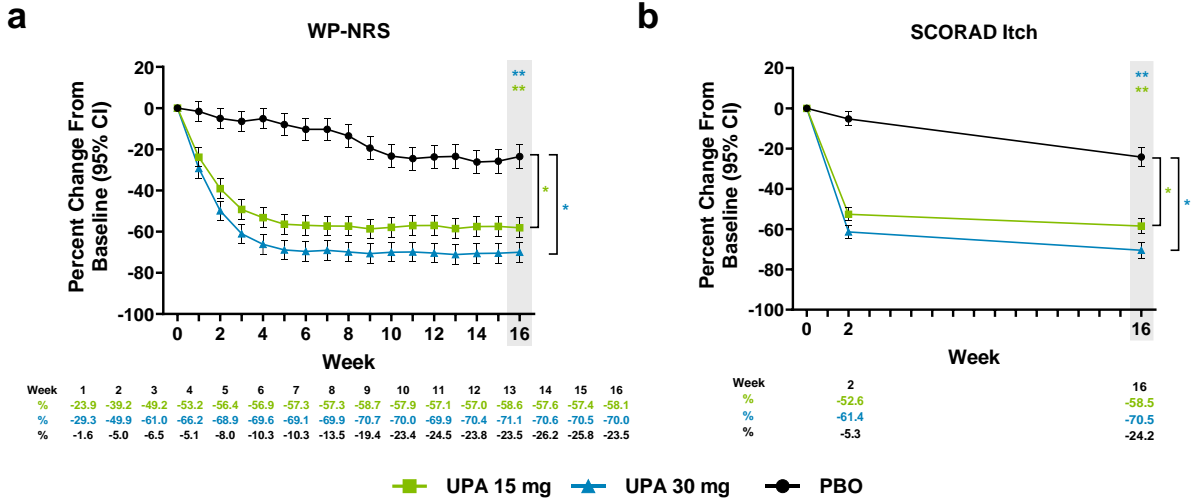 a
WP-NRS
Percent Change From
Baseline (95% CI)
20
0
-20
-40
-60
-80
-100
**
**
*
*
0 2 4 6 8 10 12 14 16
Week
Week 1 2 3 4 5 6 7 8 9 10 11 12 13 14 15 16
% -23.9 -39.2 -49.2 -53.2 -56.4 -56.9 -57.3 -57.3 -58.7 -57.9 -57.1 -57.0 -58.6 -57.6 -57.4 -58.1
% -29.3 -49.9 -61.0 -66.2 -68.9 -69.6 -69.1 -69.9 -70.7 -70.0 -69.9 -70.4 -71.1 -70.6 -70.5 -70.0
% -1.6 -5.0 -6.5 -5.1 -8.0 -10.3 -10.3 -13.5 -19.4 -23.4 -24.5 -23.8 -23.5 -26.2 -25.8 -23.5
b
SCORAD Itch
Percent Change From
Baseline (95% CI)
20
0
-20
-40
-60
-80
-100
**
**
*
*
0 2 16
Week
Week 2 16
% -52.6 -58.5
% -61.4 -70.5
% -5.3 -24.2
UPA 15 mg UPA 30 mg PBO